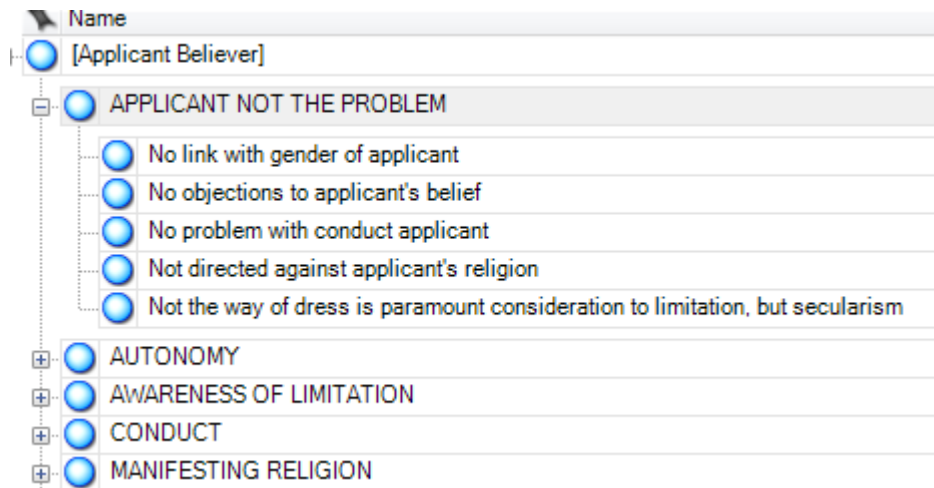 Name
[Applicant Believer]
APPLICANT NOT THE PROBLEM
No link with gender of applicant
No objections to applicant's belief
No problem with conduct applicant
Not directed against applicant's religion
Not the way of dress is paramount consideration to limitation, but secularism
AUTONOMY
AWARENESS OF LIMITATION
CONDUCT
MANIFESTING RELIGION